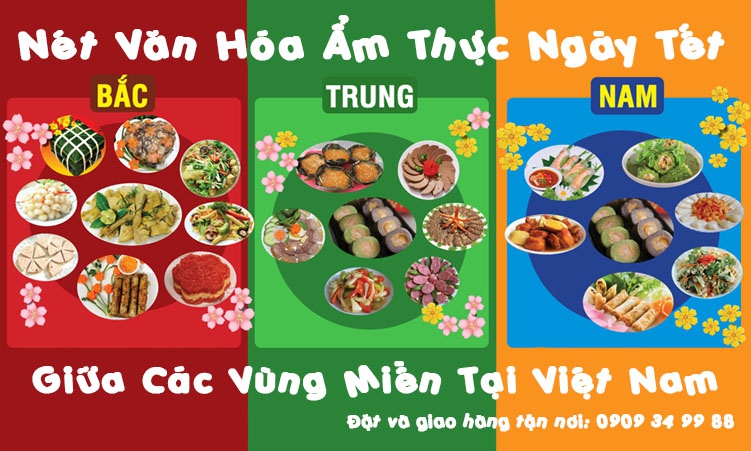 Nét Văn Hóa Ẩm Thực Ngày Tết
BẮC
TRUNG
NAM
Giữa Các Vùng Miền Tại Việt Nam
Đặt và giao hàng tận nơi: 0909 34 99 88